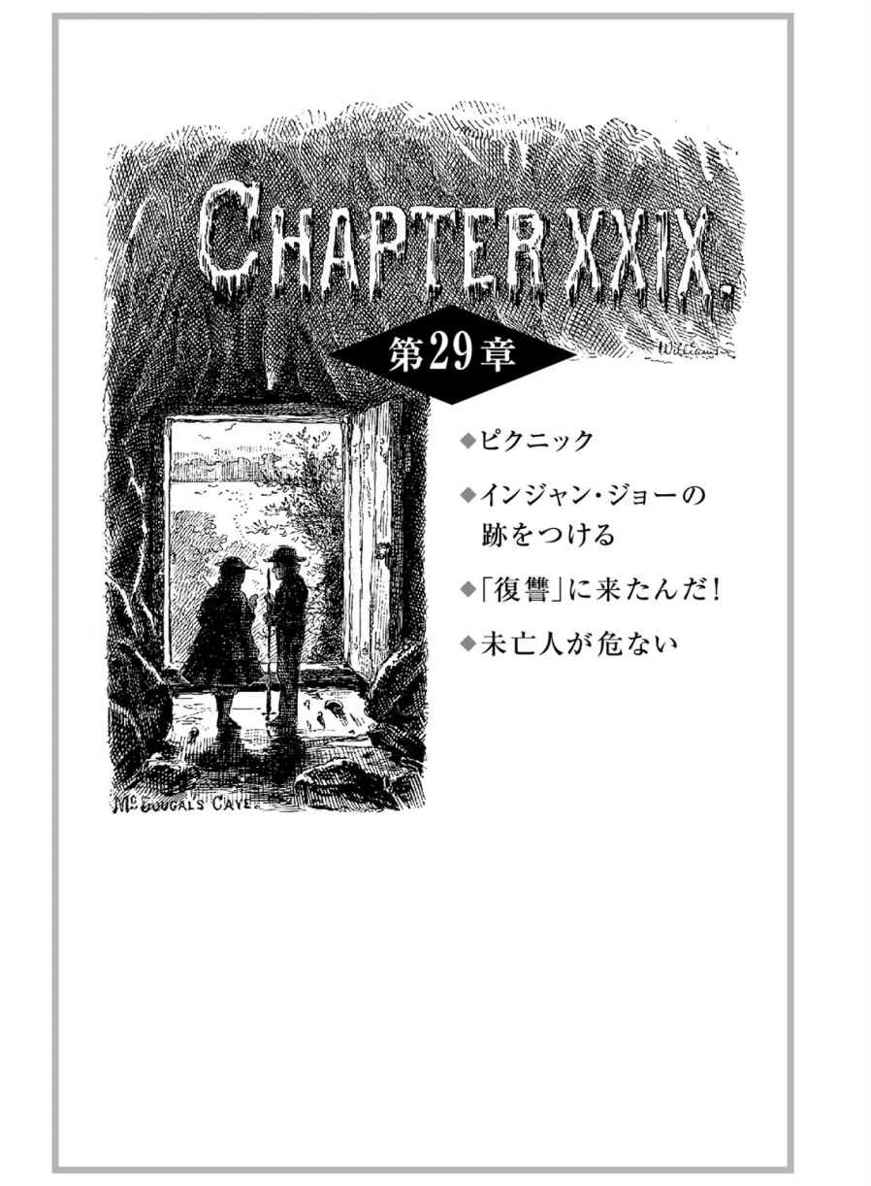 CHAPTER XXIX.
Williams
第29章
◆ピクニック
◆インジャン・ジョーの
跡をつける
◆「復讐」に来たんだ！
◆未亡人が危ない
Mc DOUGAL'S CAVE.